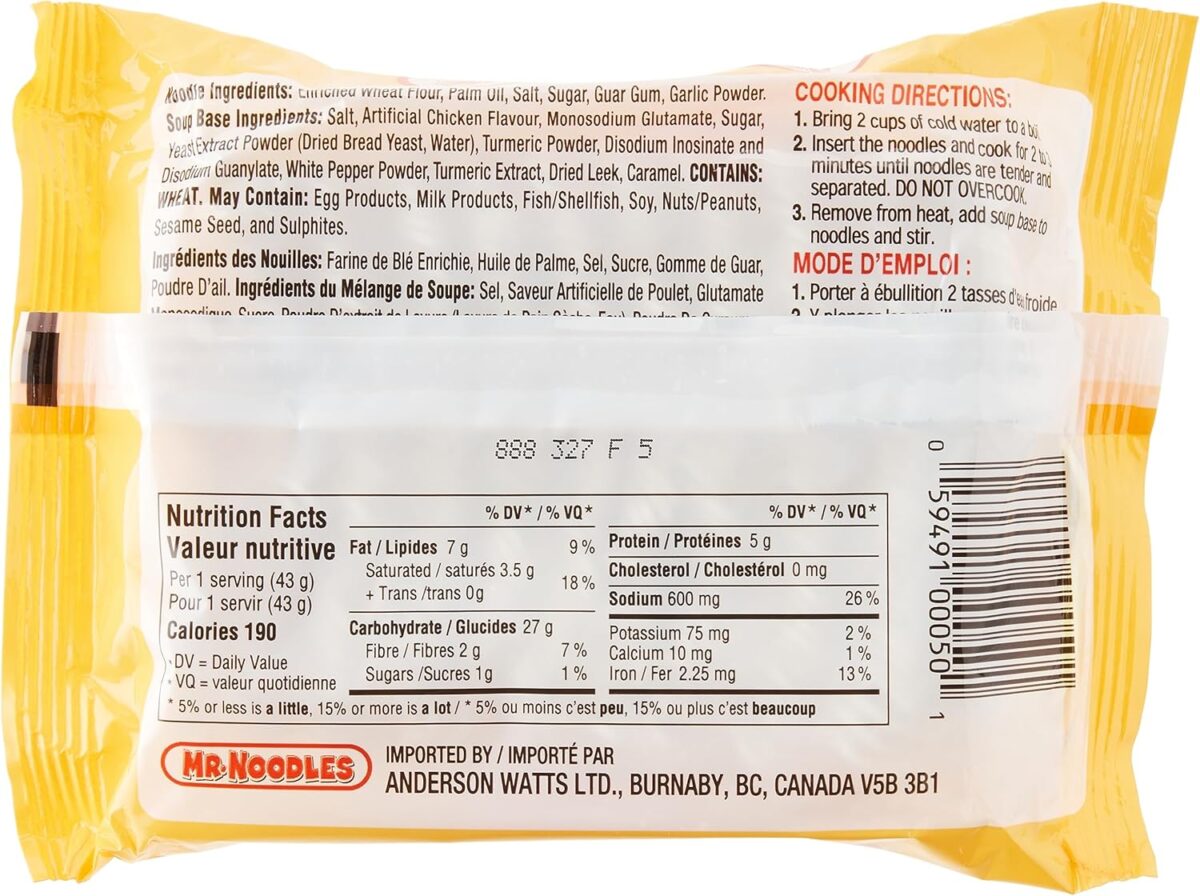 Noodle Ingredients: Enriched Wheat Flour, Palm Oil, Salt, Sugar, Guar Gum, Garlic Powder.
Soup Base Ingredients: Salt, Artificial Chicken Flavour, Monosodium Glutamate, Sugar,
Yeast Extract Powder (Dried Bread Yeast, Water), Turmeric Powder, Disodium Inosinate and
Disodium Guanylate, White Pepper Powder, Turmeric Extract, Dried Leek, Caramel. CONTAINS:
WHEAT. May Contain: Egg Products, Milk Products, Fish/Shellfish, Soy, Nuts/Peanuts,
Sesame Seed, and Sulphites.
Ingrédients des Nouilles: Farine de Blé Enrichie, Huile de Palme, Sel, Sucre, Gomme de Guar,
Poudre D'ail. Ingrédients du Mélange de Soupe: Sel, Saveur Artificielle de Poulet, Glutamate
COOKING DIRECTIONS:
1. Bring 2 cups of cold water to a
2. Insert the noodles and cook for 2
minutes until noodles are tender and
separated. DO NOT OVERCOOK.
3. Remove from heat, add soup base to
noodles and stir.
MODE D'EMPLOI :
1. Porter à ébullition 2 tasses d'eau froide
888 327 F 5
Nutrition Facts
Valeur nutritive
Per 1 serving (43 g)
Pour 1 servir (43 g)
Calories 190
* DV = Daily Value
* VQ = valeur quotidienne
% DV* / % VQ*
Fat / Lipides 7 g 9 %
Saturated / saturés 3.5 g
+ Trans /trans 0g 18 %
Carbohydrate / Glucides 27 g
Fibre / Fibres 2 g 7 %
Sugars /Sucres 1g 1 %
% DV* / % VQ*
Protein / Protéines 5 g
Cholesterol / Cholestérol 0 mg
Sodium 600 mg 26 %
Potassium 75 mg 2 %
Calcium 10 mg 1 %
Iron / Fer 2.25 mg 13 %
* 5% or less is a little, 15% or more is a lot / * 5% ou moins c'est peu, 15% ou plus c'est beaucoup
0 59491 00050 1
MR. NOODLES
IMPORTED BY / IMPORTÉ PAR
ANDERSON WATTS LTD., BURNABY, BC, CANADA V5B 3B1